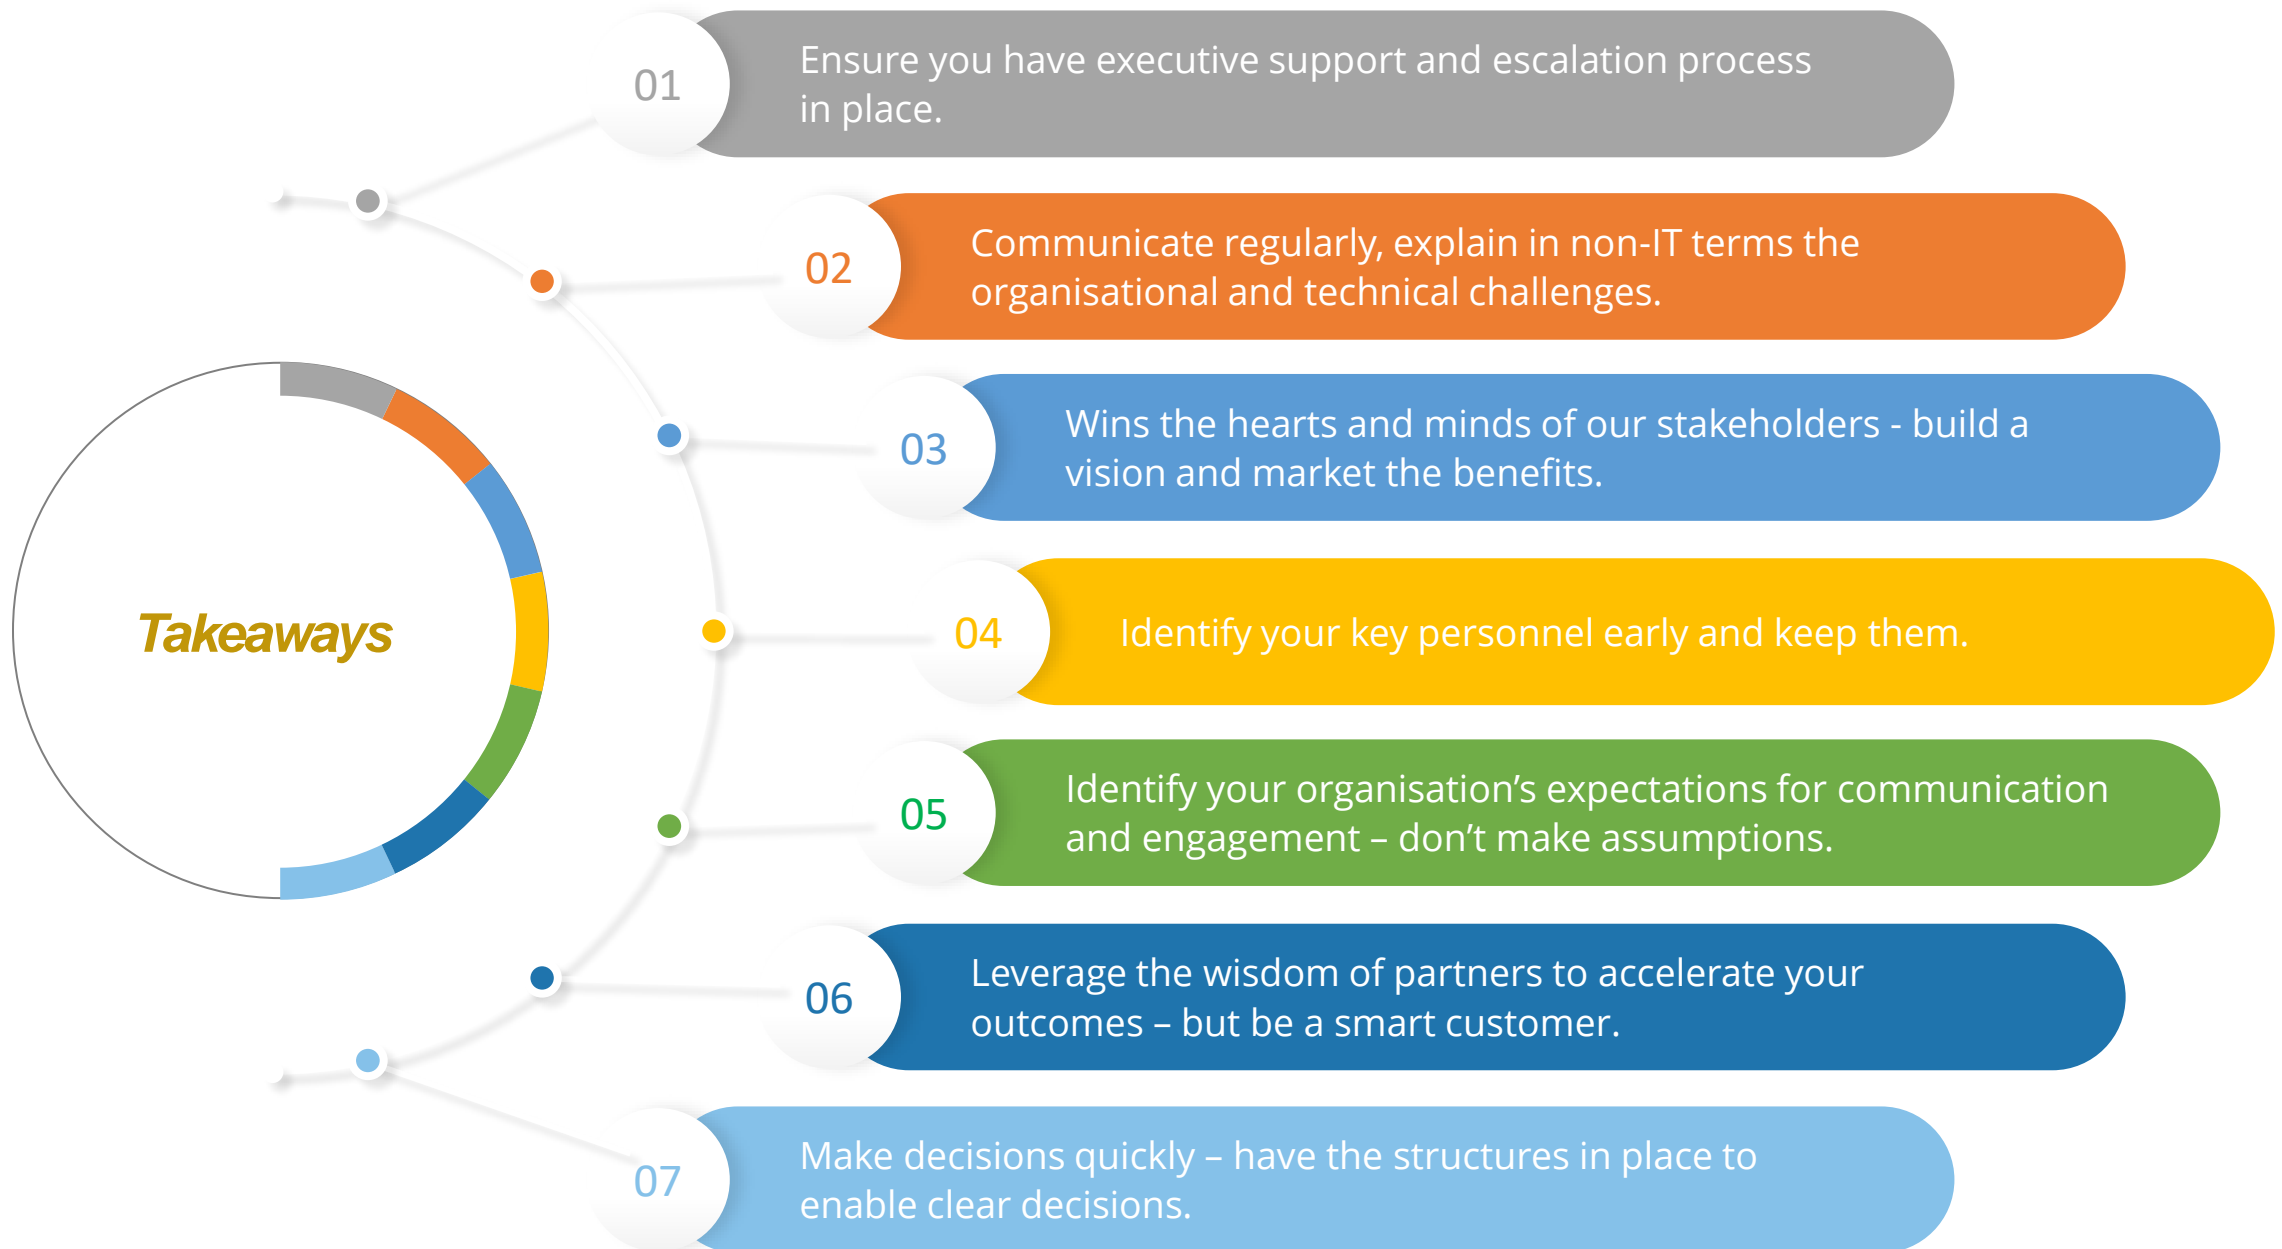 01
Ensure you have executive support and escalation process
in place.
02
Communicate regularly, explain in non-IT terms the
organisational and technical challenges.
03
Wins the hearts and minds of our stakeholders - build a
vision and market the benefits.
Takeaways
04
Identify your key personnel early and keep them.
05
Identify your organisation’s expectations for communication
and engagement – don’t make assumptions.
06
Leverage the wisdom of partners to accelerate your
outcomes – but be a smart customer.
07
Make decisions quickly – have the structures in place to
enable clear decisions.